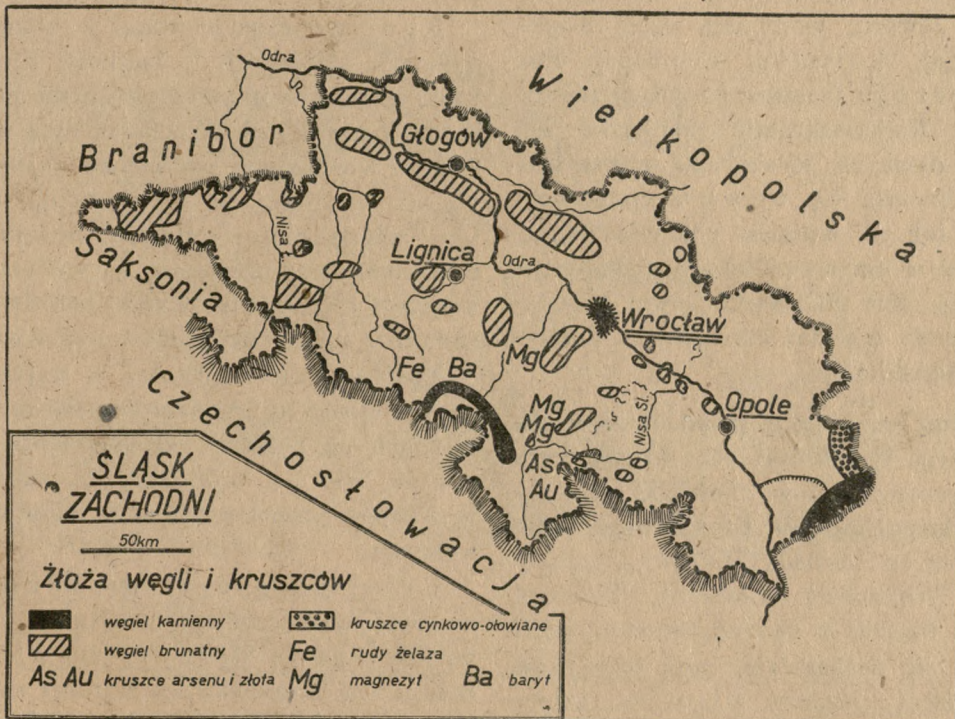 Odra
Wielkopolska
Branibor
Głogów
Nisa Ł.
Saksonia
Lignica
Odra
Wrocław
Mg
Fe
Ba
Czechosłowacja
Mg
Mg
Nisa Sl.
Opole
As
Au
ŚLĄSK
ZACHODNI
50km
Złoża węgli i kruszców
węgiel kamienny
kruszce cynkowo-ołowiane
węgiel brunatny
Fe rudy żelaza
As Au kruszce arsenu i złota Mg magnezyt Ba baryt